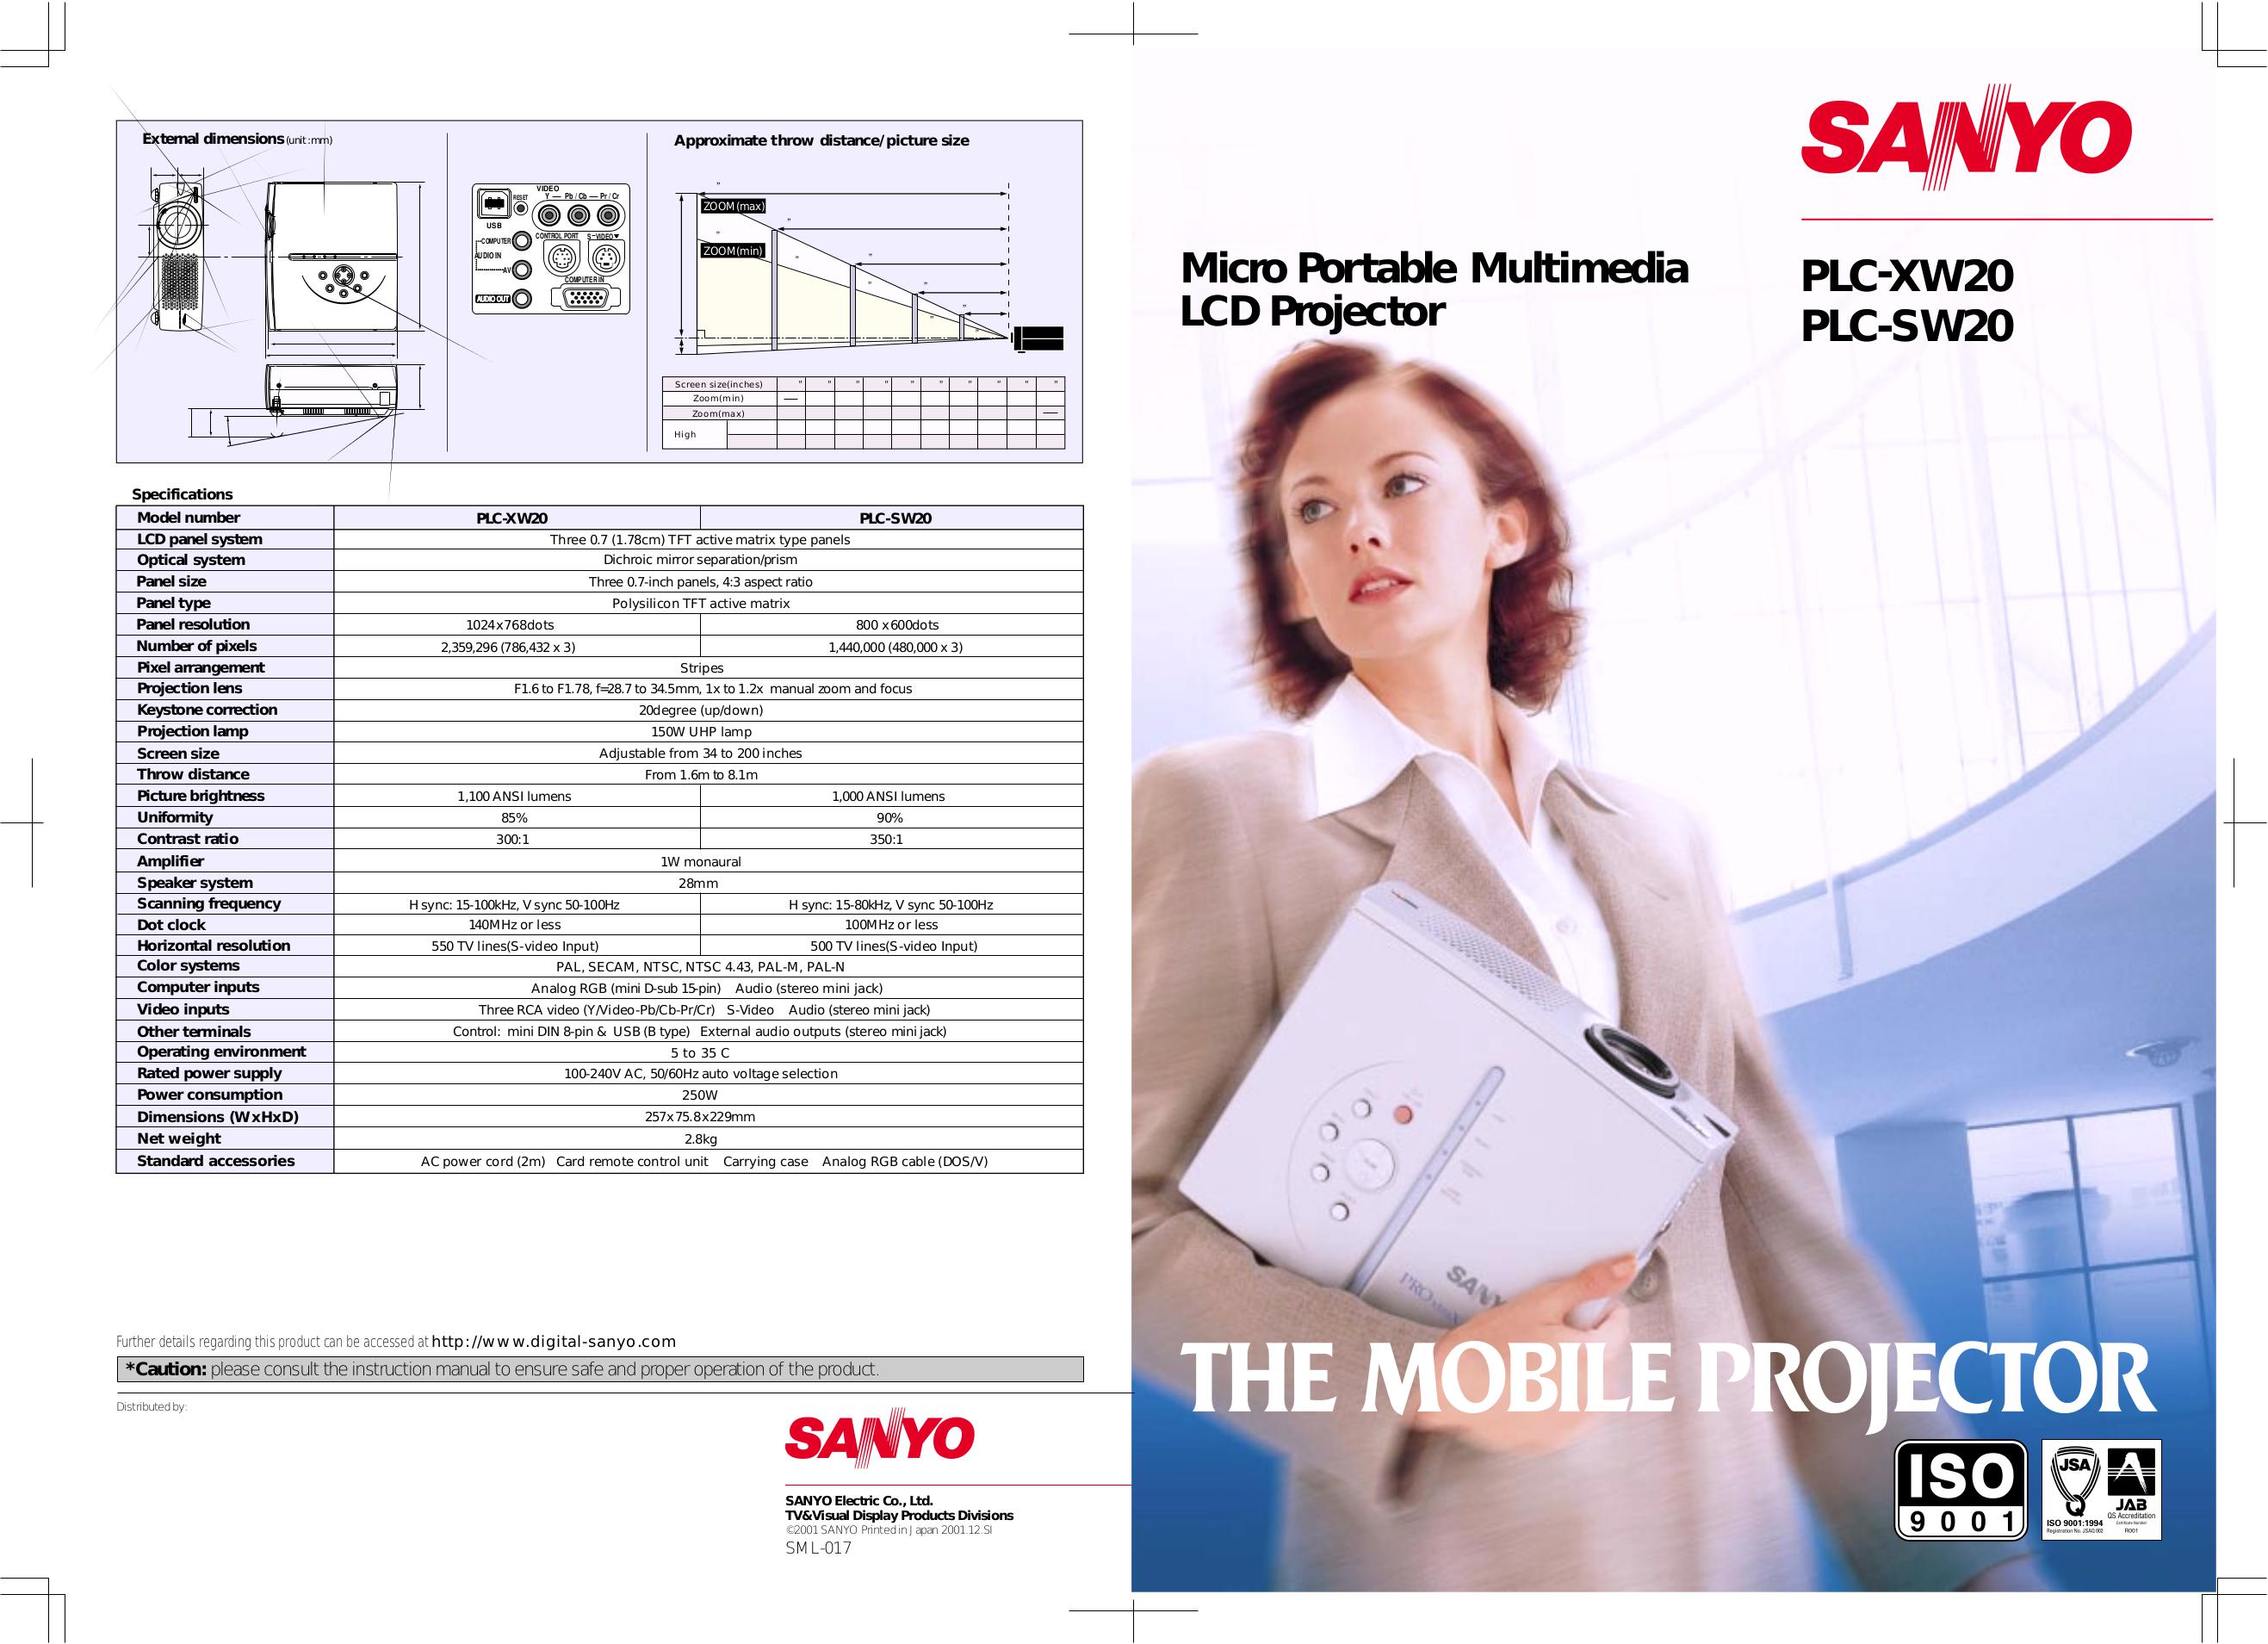 External dimensions (unit:mm)
VIDEO
Y — Pb / Cb — Pr / Cr
RESET
USB
COMPUTER
CONTROL PORT
S-VIDEO
AUDIO IN
AV
COMPUTER IN
AUDIO OUT
Approximate throw distance/picture size
ZOOM(max)
ZOOM(min)
Screen size(inches) " " " " " " " " " "
Zoom(min) —
Zoom(max) —
High
Specifications
Model number PLC-XW20 PLC-SW20
LCD panel system Three 0.7 (1.78cm) TFT active matrix type panels
Optical system Dichroic mirror separation/prism
Panel size Three 0.7-inch panels, 4:3 aspect ratio
Panel type Polysilicon TFT active matrix
Panel resolution 1024x768dots 800 x600dots
Number of pixels 2,359,296 (786,432 x 3) 1,440,000 (480,000 x 3)
Pixel arrangement Stripes
Projection lens F1.6 to F1.78, f=28.7 to 34.5mm, 1x to 1.2x manual zoom and focus
Keystone correction 20degree (up/down)
Projection lamp 150W UHP lamp
Screen size Adjustable from 34 to 200 inches
Throw distance From 1.6m to 8.1m
Picture brightness 1,100 ANSI lumens 1,000 ANSI lumens
Uniformity 85% 90%
Contrast ratio 300:1 350:1
Amplifier 1W monaural
Speaker system 28mm
Scanning frequency H sync: 15-100kHz, V sync 50-100Hz H sync: 15-80kHz, V sync 50-100Hz
Dot clock 140MHz or less 100MHz or less
Horizontal resolution 550 TV lines(S-video Input) 500 TV lines(S-video Input)
Color systems PAL, SECAM, NTSC, NTSC 4.43, PAL-M, PAL-N
Computer inputs Analog RGB (mini D-sub 15-pin) Audio (stereo mini jack)
Video inputs Three RCA video (Y/Video-Pb/Cb-Pr/Cr) S-Video Audio (stereo mini jack)
Other terminals Control: mini DIN 8-pin & USB (B type) External audio outputs (stereo mini jack)
Operating environment 5 to 35 C
Rated power supply 100-240V AC, 50/60Hz auto voltage selection
Power consumption 250W
Dimensions (WxHxD) 257x75.8x229mm
Net weight 2.8kg
Standard accessories AC power cord (2m) Card remote control unit Carrying case Analog RGB cable (DOS/V)
Further details regarding this product can be accessed at http://www.digital-sanyo.com
*Caution: please consult the instruction manual to ensure safe and proper operation of the product.
Distributed by:
SANYO
SANYO Electric Co., Ltd.
TV&Visual Display Products Divisions
©2001 SANYO Printed in Japan 2001.12.SI
SML-017
SANYO
Micro Portable Multimedia
LCD Projector
PLC-XW20
PLC-SW20
SANY
THE MOBILE PROJECTOR
ISO
9001
JSA
Q
ISO 9001:1994
Registration No. JSAQ 002
JAB
QS Accreditation
Certificate Number
R001